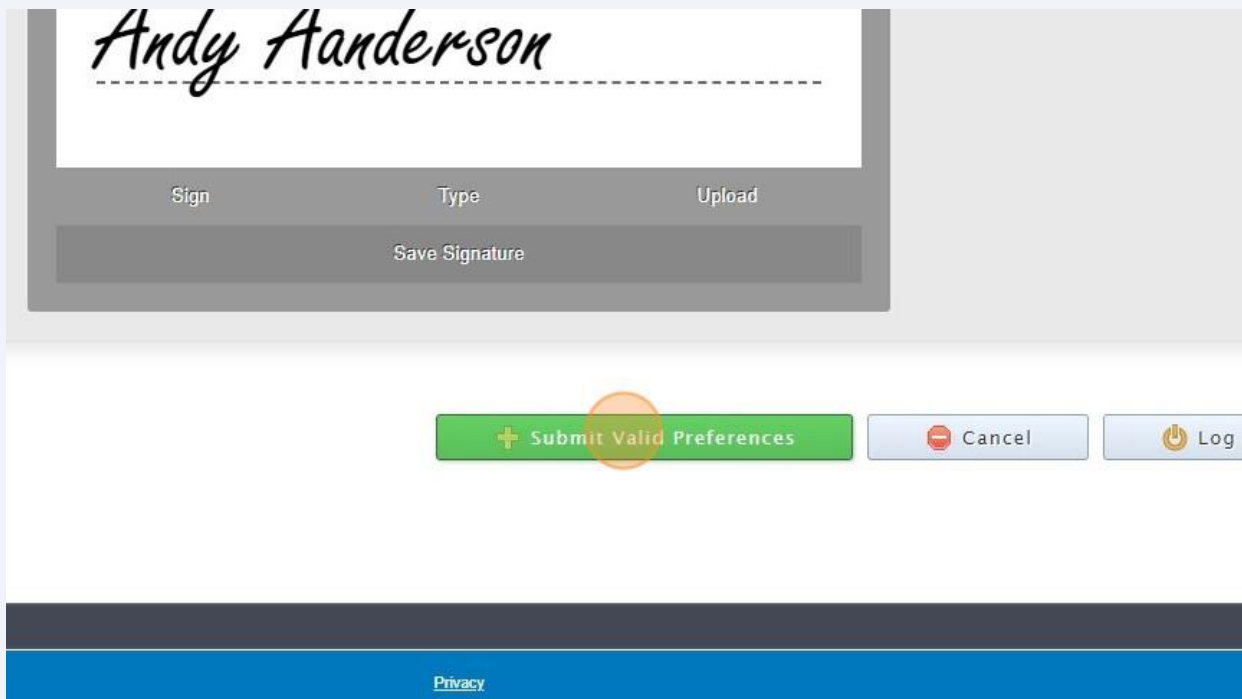 Andy Aanderson
Sign Type Upload
Save Signature
Submit Valid Preferences Cancel Log
Privacy